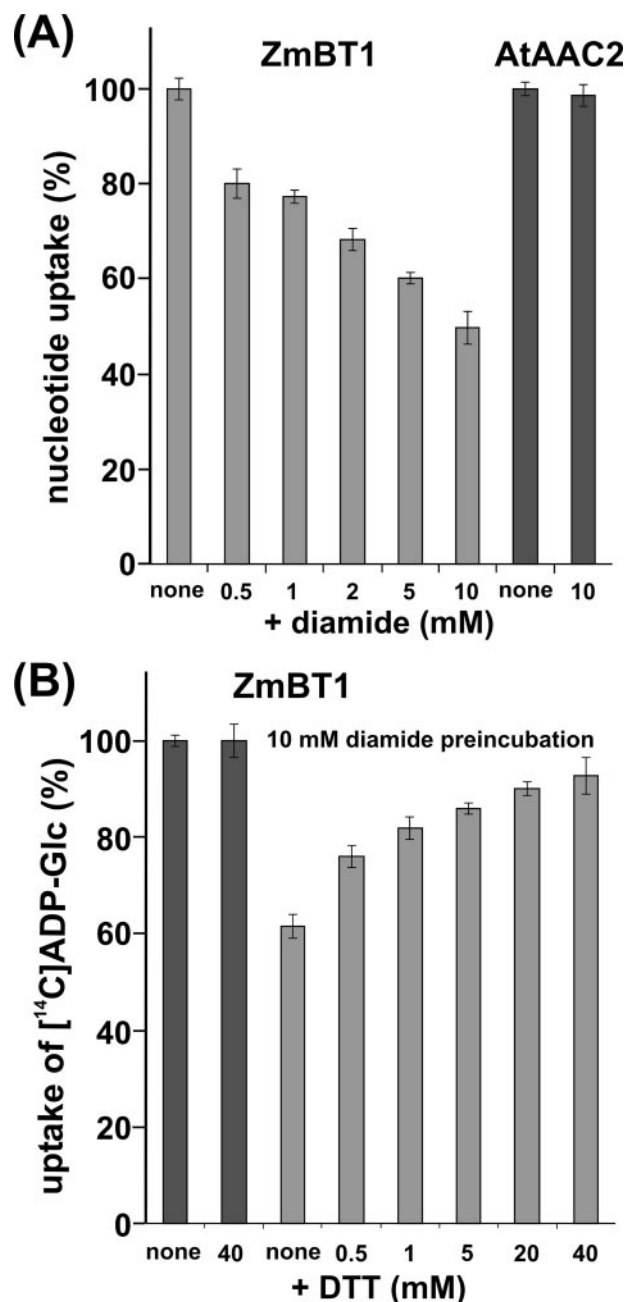 (A)
ZmBT1 AtAAC2
nucleotide uptake (%)
100
80
60
40
20
0
none 0.5 1 2 5 10 none 10
+ diamide (mM)
(B)
ZmBT1
10 mM diamide preincubation
uptake of [¹⁴C]ADP-Glc (%)
100
80
60
40
20
0
none 40 none 0.5 1 5 20 40
+ DTT (mM)